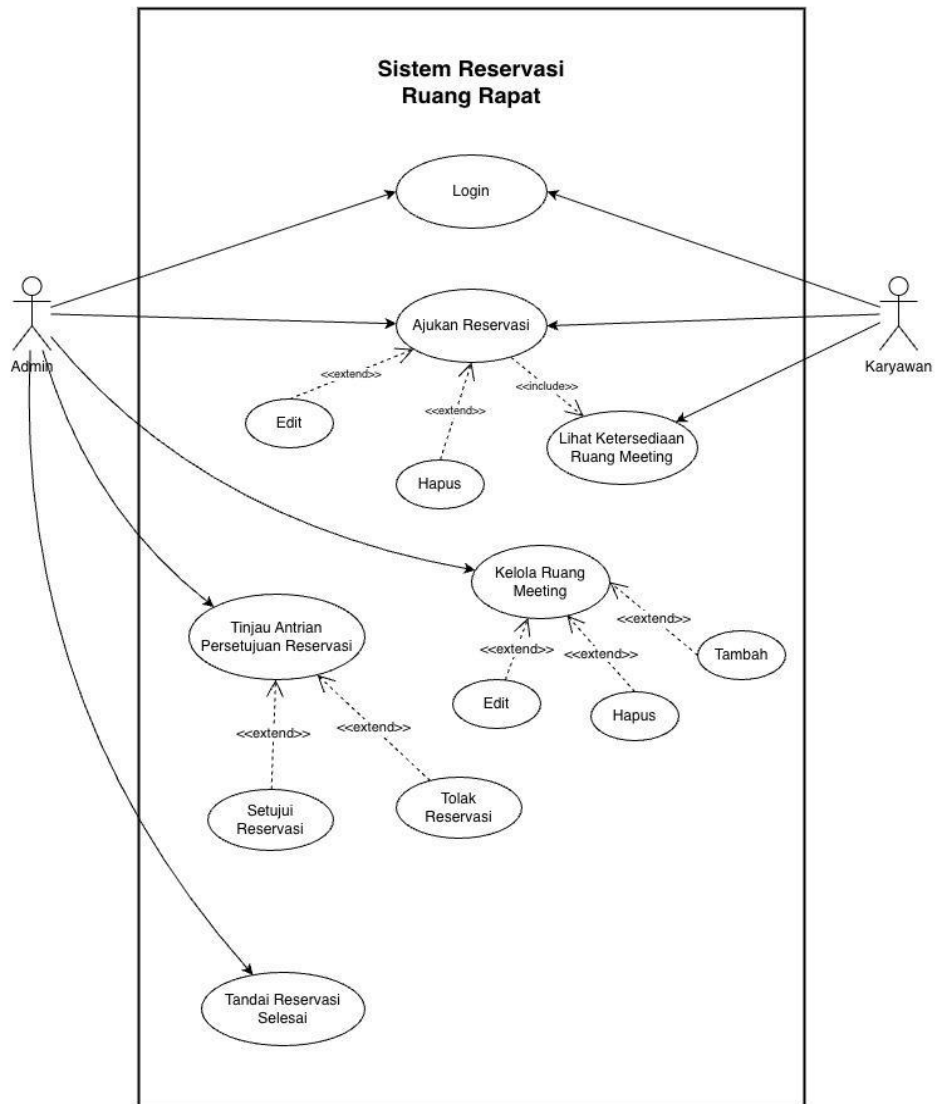 Sistem Reservasi
Ruang Rapat
Login
Admin
Karyawan
Ajukan Reservasi
<<extend>>
<<include>>
<<extend>>
Edit
Hapus
Lihat Ketersediaan
Ruang Meeting
Kelola Ruang
Meeting
Tinjau Antrian
Persetujuan Reservasi
<<extend>>
<<extend>>
<<extend>>
Tambah
Edit
Hapus
<<extend>>
<<extend>>
Setujui
Reservasi
Tolak
Reservasi
Tandai Reservasi
Selesai